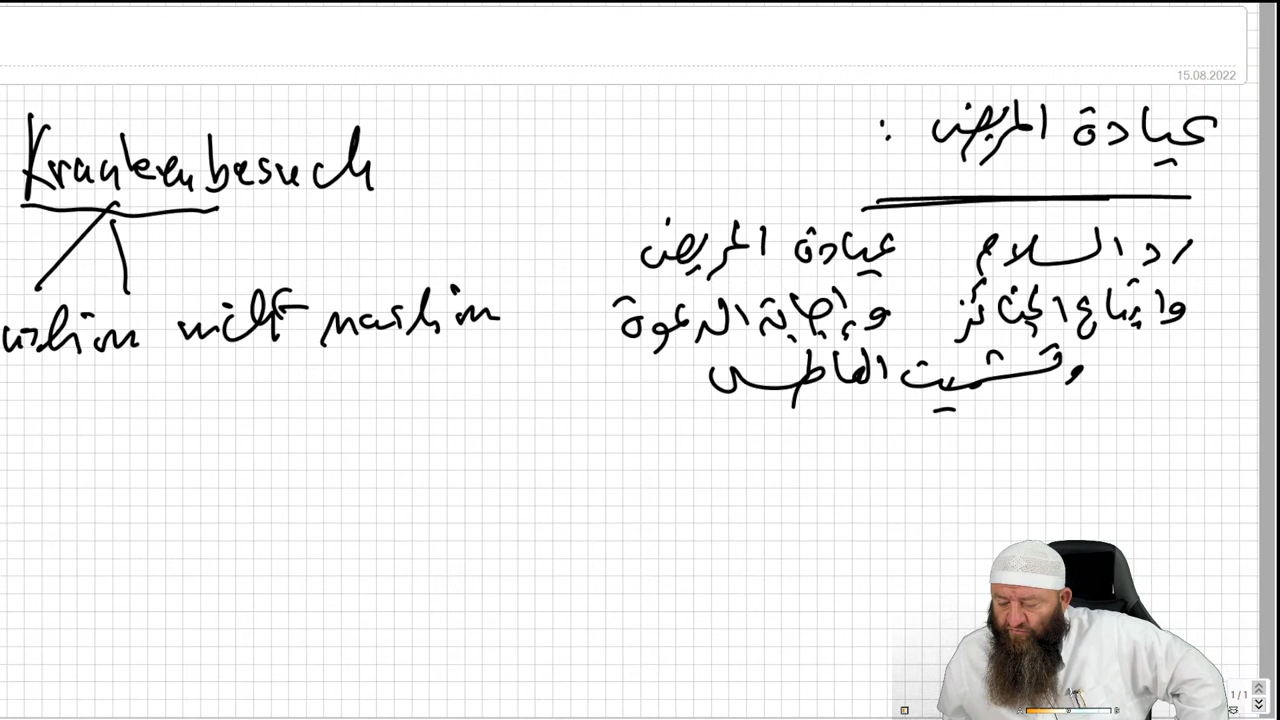 15.08.2022
عيادة المريض :
Krankenbesuch
رد السلام عيادة المريض
واتباع الجنائز وإجابة الدعوة
وتشميت العاطس
uslim nicht muslim
1/1